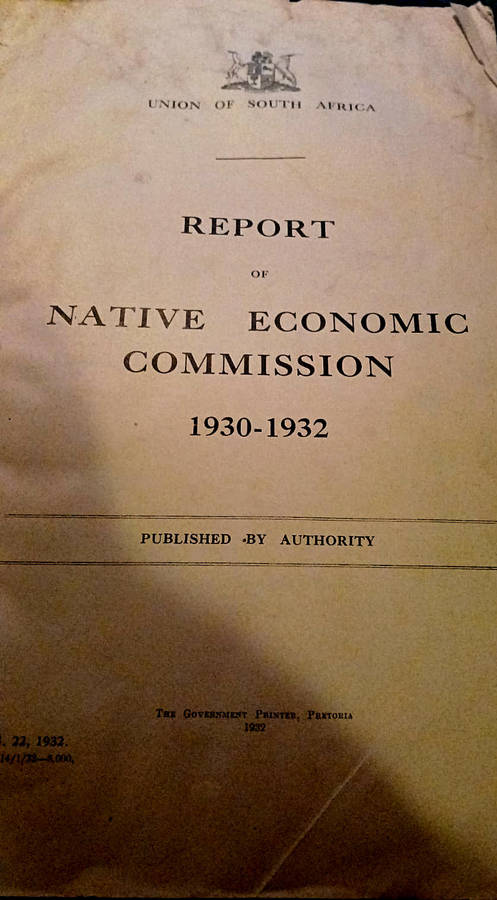 UNION OF SOUTH AFRICA
REPORT
OF
NATIVE ECONOMIC
COMMISSION
1930-1932
PUBLISHED BY AUTHORITY
THE GOVERNMENT PRINTER, PRETORIA
1932
. 22, 1932.